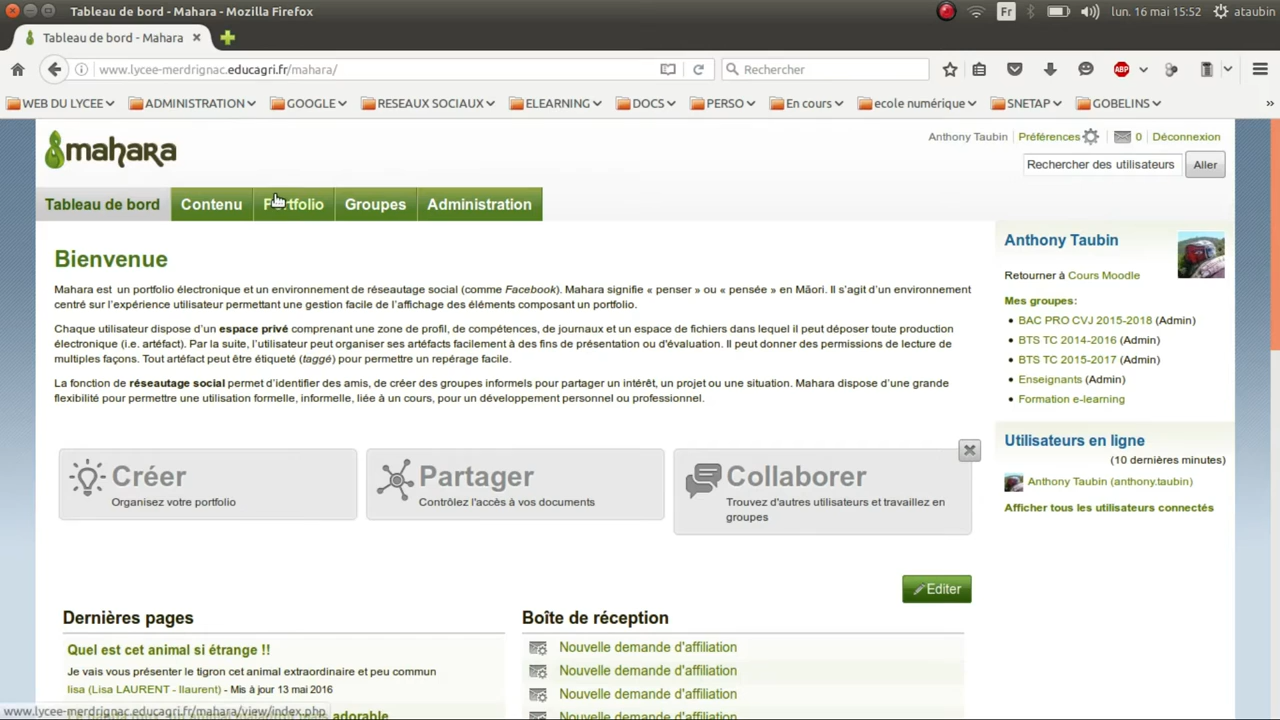 Tableau de bord - Mahara - Mozilla Firefox
Fr
lun. 16 mai 15:52
ataubin
Tableau de bord - Mahara
www.lycee-merdrignac.educagri.fr/mahara/
Rechercher
ABP
WEB DU LYCEE
ADMINISTRATION
GOOGLE
RESEAUX SOCIAUX
ELEARNING
DOCS
PERSO
En cours
ecole numérique
SNETAP
GOBELINS
»
mahara
Anthony Taubin
Préférences
0
Déconnexion
Rechercher des utilisateurs
Aller
Tableau de bord
Contenu
Portfolio
Groupes
Administration
Bienvenue
Mahara est un portfolio électronique et un environnement de réseautage social (comme Facebook). Mahara signifie « penser » ou « pensée » en Māori. Il s'agit d'un environnement
centré sur l'expérience utilisateur permettant une gestion facile de l'affichage des éléments composant un portfolio.
Chaque utilisateur dispose d'un espace privé comprenant une zone de profil, de compétences, de journaux et un espace de fichiers dans lequel il peut déposer toute production
électronique (i.e. artéfact). Par la suite, l'utilisateur peut organiser ses artéfacts facilement à des fins de présentation ou d'évaluation. Il peut donner des permissions de lecture de
multiples façons. Tout artéfact peut être étiqueté (taggé) pour permettre un repérage facile.
La fonction de réseautage social permet d'identifier des amis, de créer des groupes informels pour partager un intérêt, un projet ou une situation. Mahara dispose d'une grande
flexibilité pour permettre une utilisation formelle, informelle, liée à un cours, pour un développement personnel ou professionnel.
Créer
Organisez votre portfolio
Partager
Contrôlez l'accès à vos documents
Collaborer
Trouvez d'autres utilisateurs et travaillez en
groupes
Editer
Dernières pages
Quel est cet animal si étrange !!
Je vais vous présenter le tigron cet animal extraordinaire et peu commun
lisa (Lisa LAURENT - llaurent) - Mis à jour 13 mai 2016
adorable
Boîte de réception
Nouvelle demande d'affiliation
Nouvelle demande d'affiliation
Nouvelle demande d'affiliation
Nouvelle demande d'affiliation
Anthony Taubin
Retourner à Cours Moodle
Mes groupes:
BAC PRO CVJ 2015-2018 (Admin)
BTS TC 2014-2016 (Admin)
BTS TC 2015-2017 (Admin)
Enseignants (Admin)
Formation e-learning
Utilisateurs en ligne
(10 dernières minutes)
Anthony Taubin (anthony.taubin)
Afficher tous les utilisateurs connectés
www.lycee-merdrignac.educagri.fr/mahara/view/index.php